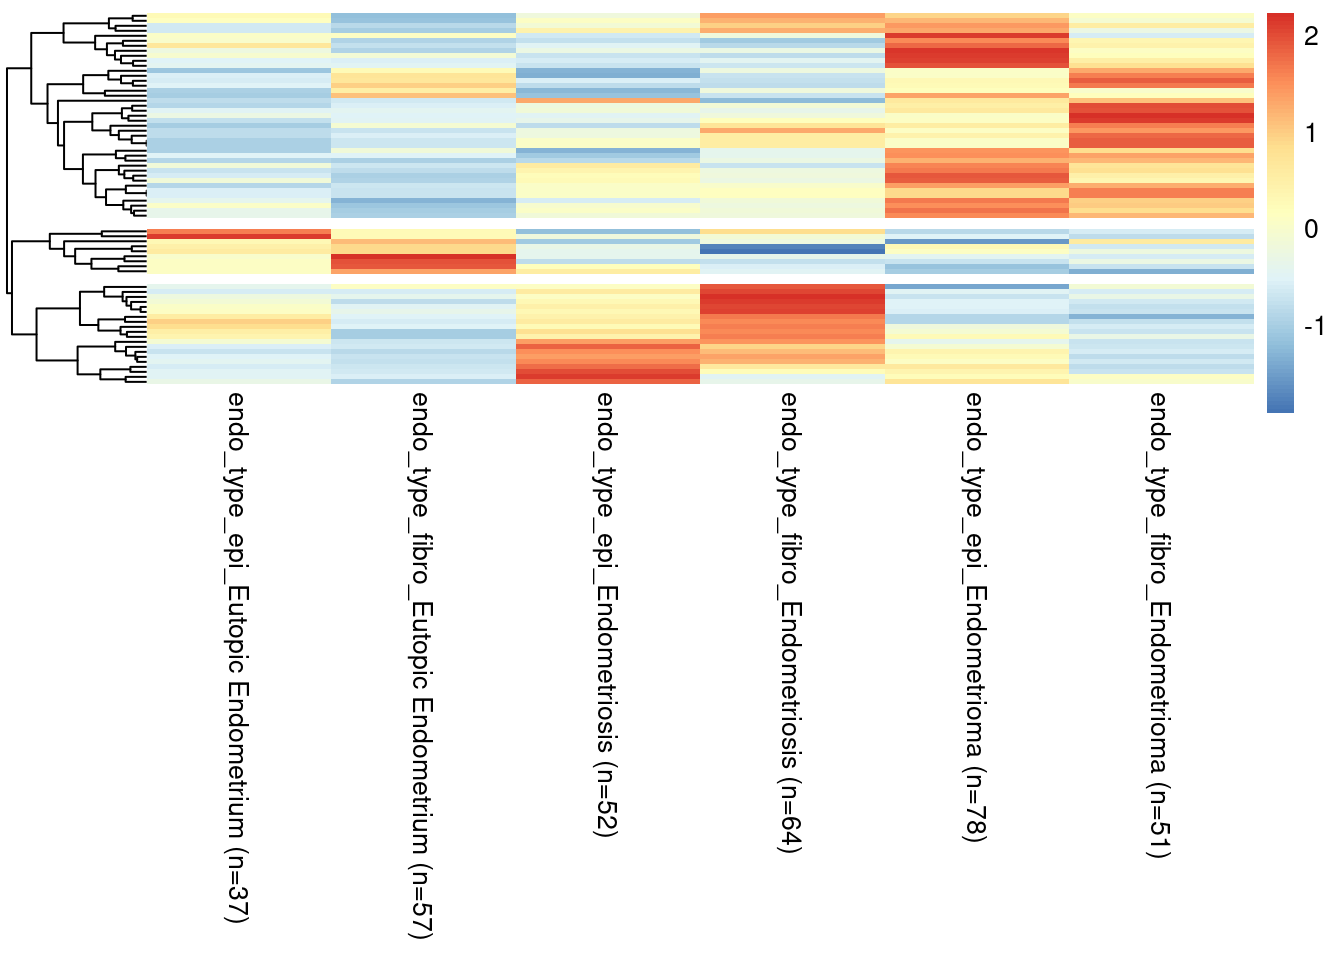 2
1
0
-1
endo_type_epi_Eutopic Endometrium (n=37)
endo_type_fibro_Eutopic Endometrium (n=57)
endo_type_epi_Endometriosis (n=52)
endo_type_fibro_Endometriosis (n=64)
endo_type_epi_Endometrioma (n=78)
endo_type_fibro_Endometrioma (n=51)